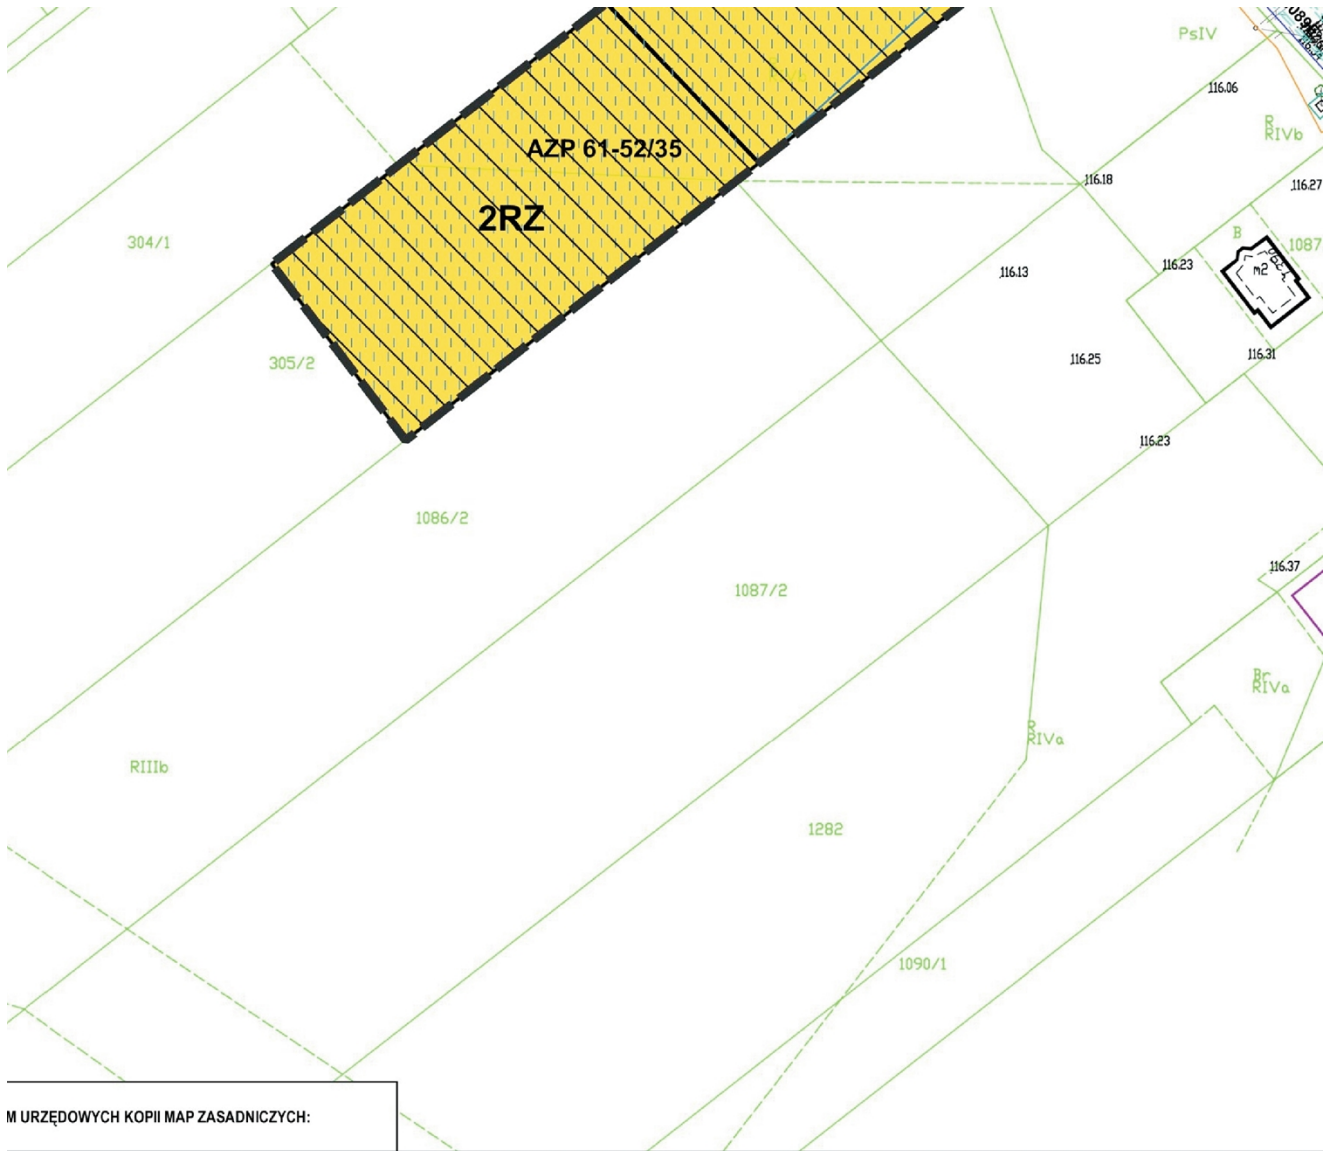 PsIV
116.06
R
RIVb
AZP 61-52/35
116.18
116.27
2RZ
304/1
B
1087
116.23
m2
116.13
116.31
116.25
305/2
116.23
1086/2
116.37
1087/2
Br
RIVa
R
RIVa
RIIIb
1282
1090/1
M URZĘDOWYCH KOPII MAP ZASADNICZYCH: